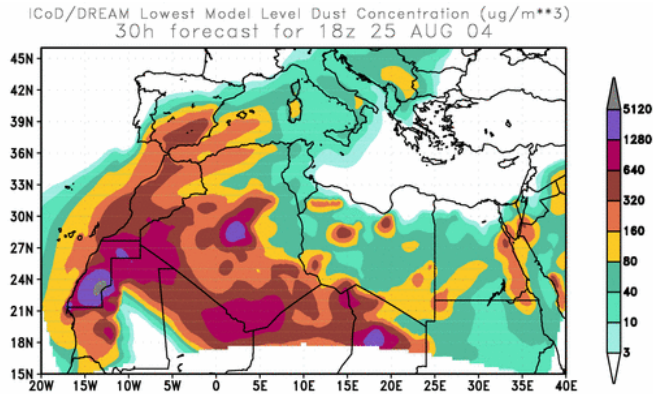 ICoD/DREAM Lowest Model Level Dust Concentration (ug/m**3)
30h forecast for 18z 25 AUG 04
45N
42N
39N
36N
33N
30N
27N
24N
21N
18N
15N
20W 15W 10W 5W 0 5E 10E 15E 20E 25E 30E 35E 40E
5120
1280
640
320
160
80
40
10
3